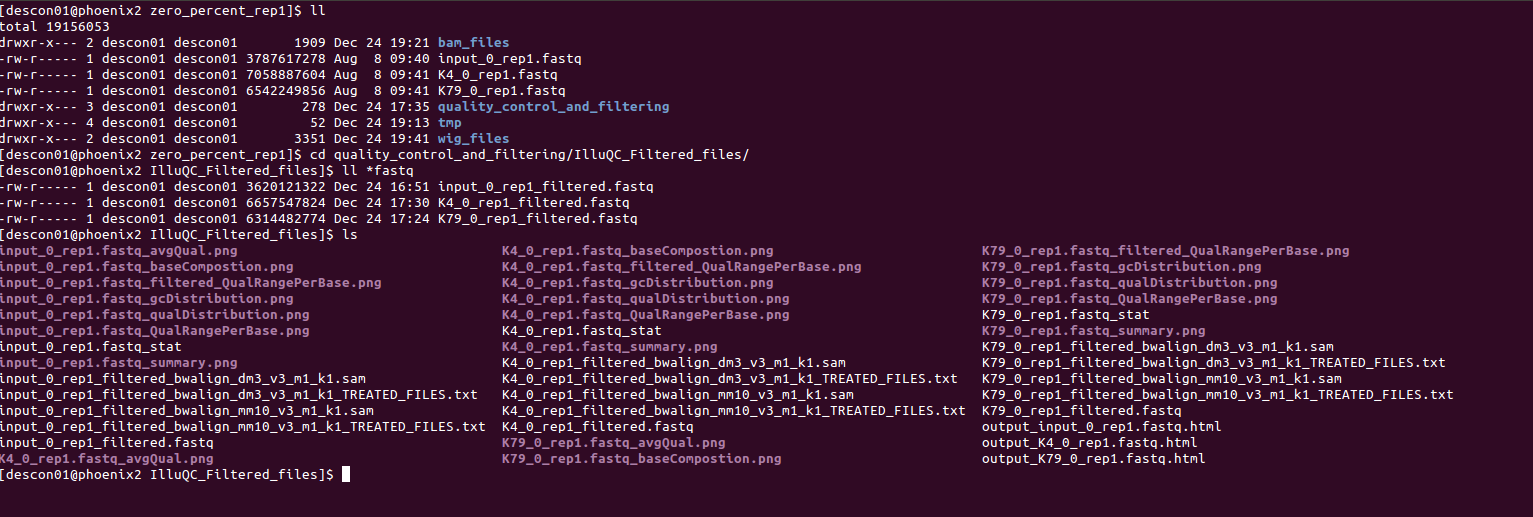 [descon01@phoenix2 zero_percent_rep1]$ ll
total 19156053
drwxr-x--- 2 descon01 descon01       1909 Dec 24 19:21 bam_files
-rw-r----- 1 descon01 descon01 3787617278 Aug  8 09:40 input_0_rep1.fastq
-rw-r----- 1 descon01 descon01 7058887604 Aug  8 09:41 K4_0_rep1.fastq
-rw-r----- 1 descon01 descon01 6542249856 Aug  8 09:41 K79_0_rep1.fastq
drwxr-x--- 3 descon01 descon01        278 Dec 24 17:35 quality_control_and_filtering
drwxr-x--- 4 descon01 descon01         52 Dec 24 19:13 tmp
drwxr-x--- 2 descon01 descon01       3351 Dec 24 19:41 wig_files
[descon01@phoenix2 zero_percent_rep1]$ cd quality_control_and_filtering/IlluQC_Filtered_files/
[descon01@phoenix2 IlluQC_Filtered_files]$ ll *fastq
-rw-r----- 1 descon01 descon01 3620121322 Dec 24 16:51 input_0_rep1_filtered.fastq
-rw-r----- 1 descon01 descon01 6657547824 Dec 24 17:30 K4_0_rep1_filtered.fastq
-rw-r----- 1 descon01 descon01 6314482774 Dec 24 17:24 K79_0_rep1_filtered.fastq
[descon01@phoenix2 IlluQC_Filtered_files]$ ls
input_0_rep1.fastq_avgQual.png K4_0_rep1.fastq_baseCompostion.png K79_0_rep1.fastq_filtered_QualRangePerBase.png
input_0_rep1.fastq_baseCompostion.png K4_0_rep1.fastq_filtered_QualRangePerBase.png K79_0_rep1.fastq_gcDistribution.png
input_0_rep1.fastq_filtered_QualRangePerBase.png K4_0_rep1.fastq_gcDistribution.png K79_0_rep1.fastq_qualDistribution.png
input_0_rep1.fastq_gcDistribution.png K4_0_rep1.fastq_qualDistribution.png K79_0_rep1.fastq_QualRangePerBase.png
input_0_rep1.fastq_qualDistribution.png K4_0_rep1.fastq_QualRangePerBase.png K79_0_rep1.fastq_stat
input_0_rep1.fastq_QualRangePerBase.png K4_0_rep1.fastq_stat K79_0_rep1.fastq_summary.png
input_0_rep1.fastq_stat K4_0_rep1.fastq_summary.png K79_0_rep1_filtered_bwalign_dm3_v3_m1_k1.sam
input_0_rep1.fastq_summary.png K4_0_rep1_filtered_bwalign_dm3_v3_m1_k1.sam K79_0_rep1_filtered_bwalign_dm3_v3_m1_k1_TREATED_FILES.txt
input_0_rep1_filtered_bwalign_dm3_v3_m1_k1.sam K4_0_rep1_filtered_bwalign_dm3_v3_m1_k1_TREATED_FILES.txt K79_0_rep1_filtered_bwalign_mm10_v3_m1_k1.sam
input_0_rep1_filtered_bwalign_dm3_v3_m1_k1_TREATED_FILES.txt K4_0_rep1_filtered_bwalign_mm10_v3_m1_k1.sam K79_0_rep1_filtered_bwalign_mm10_v3_m1_k1_TREATED_FILES.txt
input_0_rep1_filtered_bwalign_mm10_v3_m1_k1.sam K4_0_rep1_filtered_bwalign_mm10_v3_m1_k1_TREATED_FILES.txt K79_0_rep1_filtered.fastq
input_0_rep1_filtered_bwalign_mm10_v3_m1_k1_TREATED_FILES.txt K4_0_rep1_filtered.fastq output_input_0_rep1.fastq.html
input_0_rep1_filtered.fastq K79_0_rep1.fastq_avgQual.png output_K4_0_rep1.fastq.html
K4_0_rep1.fastq_avgQual.png K79_0_rep1.fastq_baseCompostion.png output_K79_0_rep1.fastq.html
[descon01@phoenix2 IlluQC_Filtered_files]$